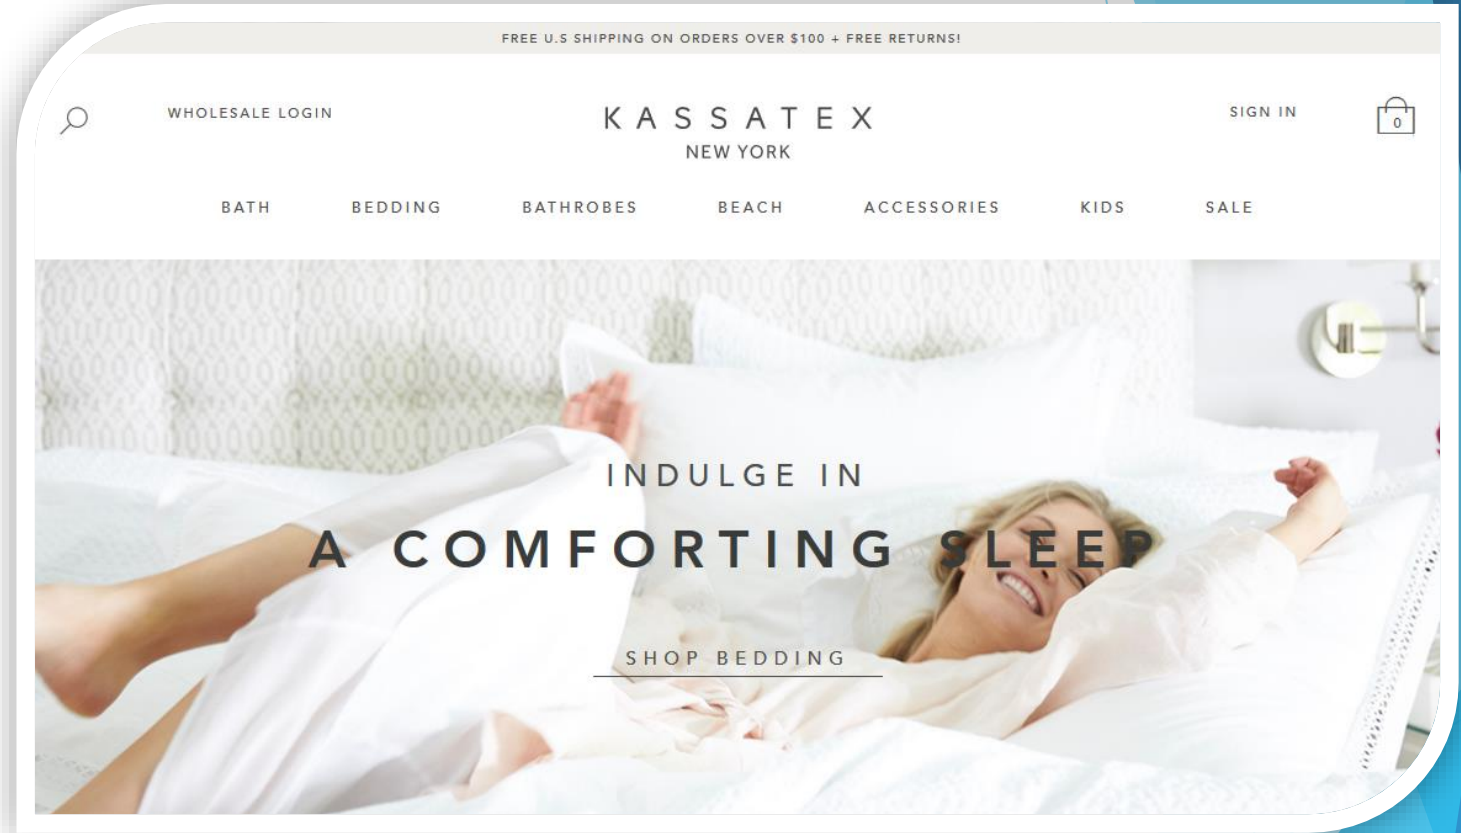 FREE U.S SHIPPING ON ORDERS OVER $100 + FREE RETURNS!
WHOLESALE LOGIN
KASSATEX
NEW YORK
SIGN IN
0
BATH BEDDING BATHROBES BEACH ACCESSORIES KIDS SALE
INDULGE IN
A COMFORTING SLEEP
SHOP BEDDING